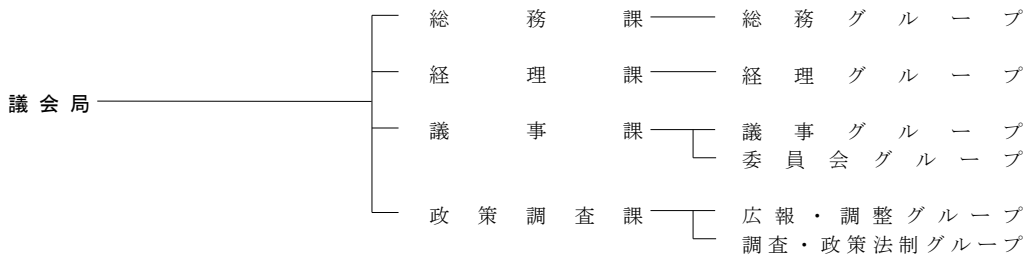 総務課 総務グループ
経理課 経理グループ
議会局
議事課 議事グループ
委員会グループ
政策調査課 広報・調整グループ
調査・政策法制グループ